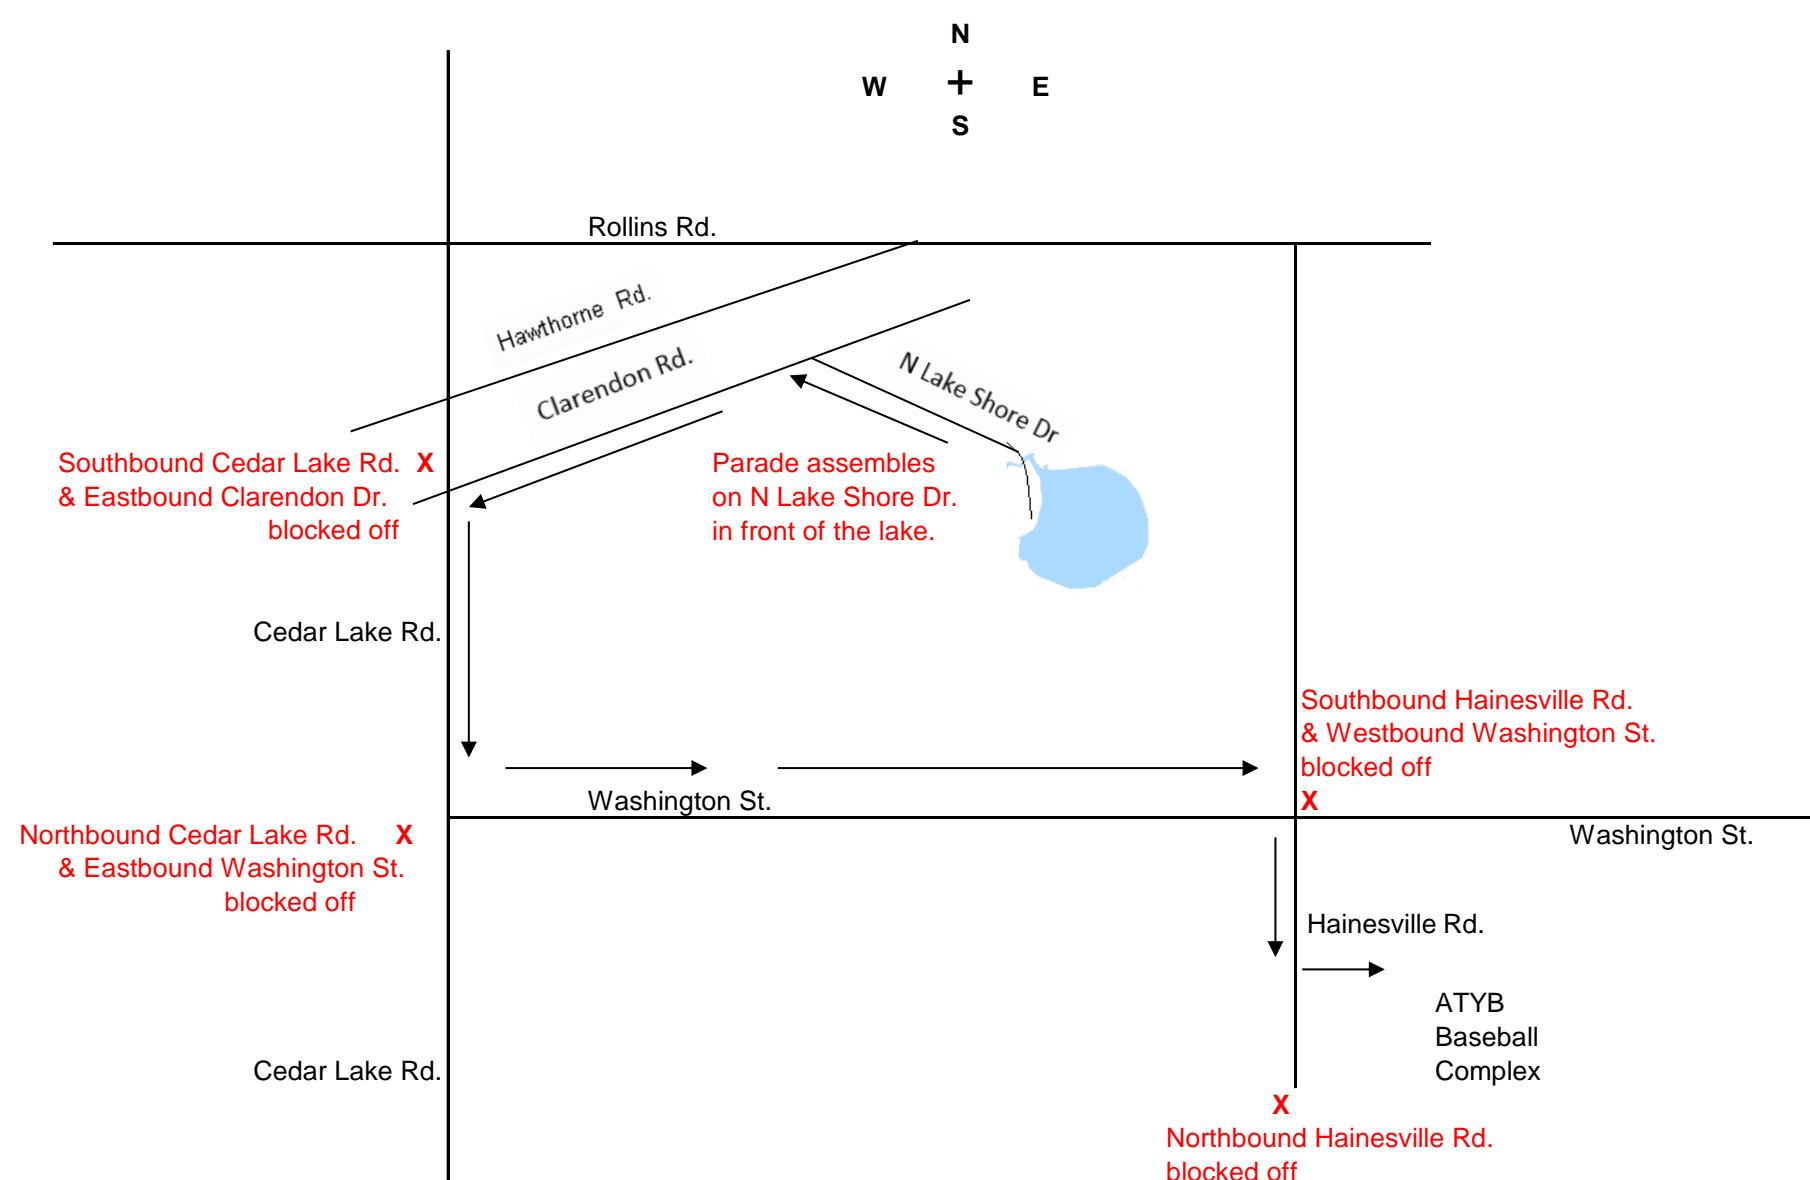 N
W + E
S
Rollins Rd.
Hawthorne Rd.
Clarendon Rd.
N Lake Shore Dr
Southbound Cedar Lake Rd. X
& Eastbound Clarendon Dr.
blocked off
Parade assembles
on N Lake Shore Dr.
in front of the lake.
Cedar Lake Rd.
Southbound Hainesville Rd.
& Westbound Washington St.
blocked off
X
Washington St.
Northbound Cedar Lake Rd. X
& Eastbound Washington St.
blocked off
Washington St.
Hainesville Rd.
ATYB
Baseball
Complex
Cedar Lake Rd.
X
Northbound Hainesville Rd.
blocked off